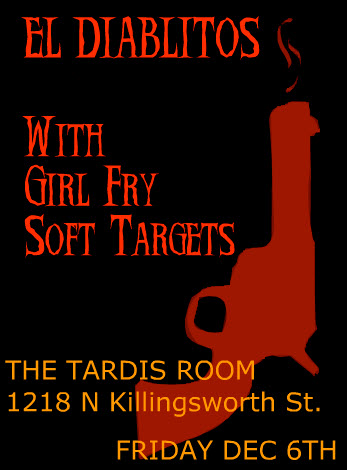 EL DIABLITOS
WITH
GIRL FRY
SOFT TARGETS
THE TARDIS ROOM
1218 N Killingsworth St.
FRIDAY DEC 6TH